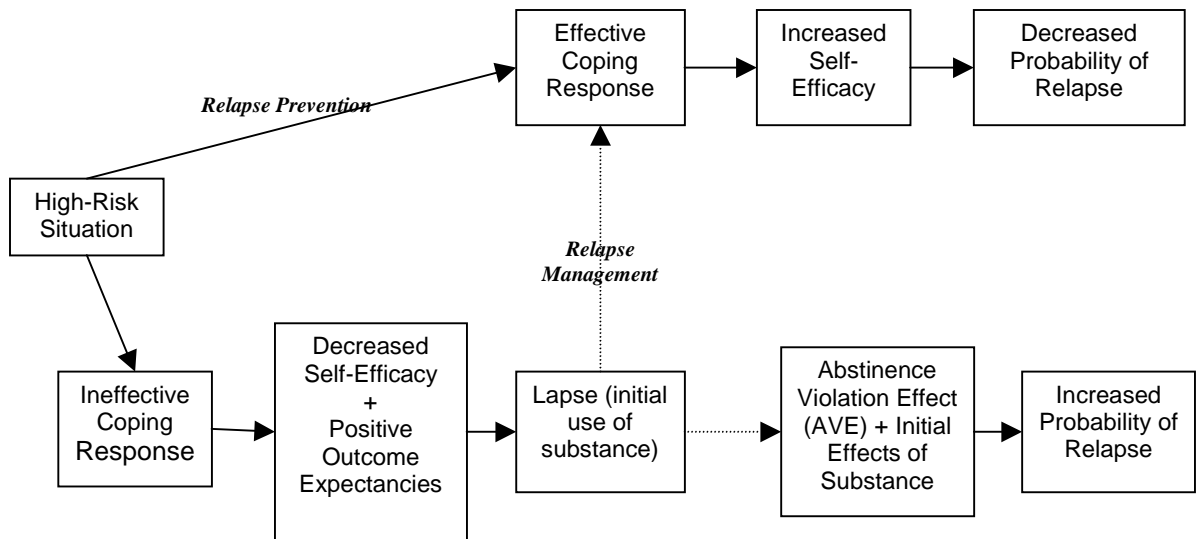 Effective
Coping
Response
Increased
Self-
Efficacy
Decreased
Probability of
Relapse
Relapse Prevention
High-Risk
Situation
Relapse
Management
Ineffective
Coping
Response
Decreased
Self-Efficacy
+
Positive
Outcome
Expectancies
Lapse (initial
use of
substance)
Abstinence
Violation Effect
(AVE) + Initial
Effects of
Substance
Increased
Probability of
Relapse